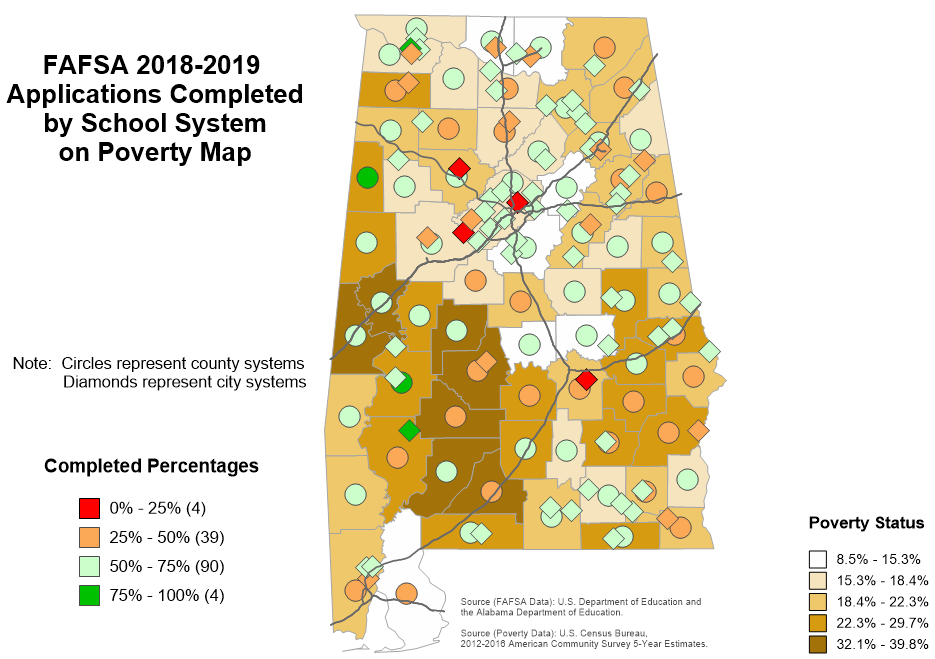 FAFSA 2018-2019
Applications Completed
by School System
on Poverty Map
Note:  Circles represent county systems
Diamonds represent city systems
Completed Percentages
0% - 25% (4)
25% - 50% (39)
50% - 75% (90)
75% - 100% (4)
Poverty Status
8.5% - 15.3%
15.3% - 18.4%
18.4% - 22.3%
22.3% - 29.7%
32.1% - 39.8%
Source (FAFSA Data): U.S. Department of Education and
the Alabama Department of Education.
Source (Poverty Data): U.S. Census Bureau,
2012-2016 American Community Survey 5-Year Estimates.